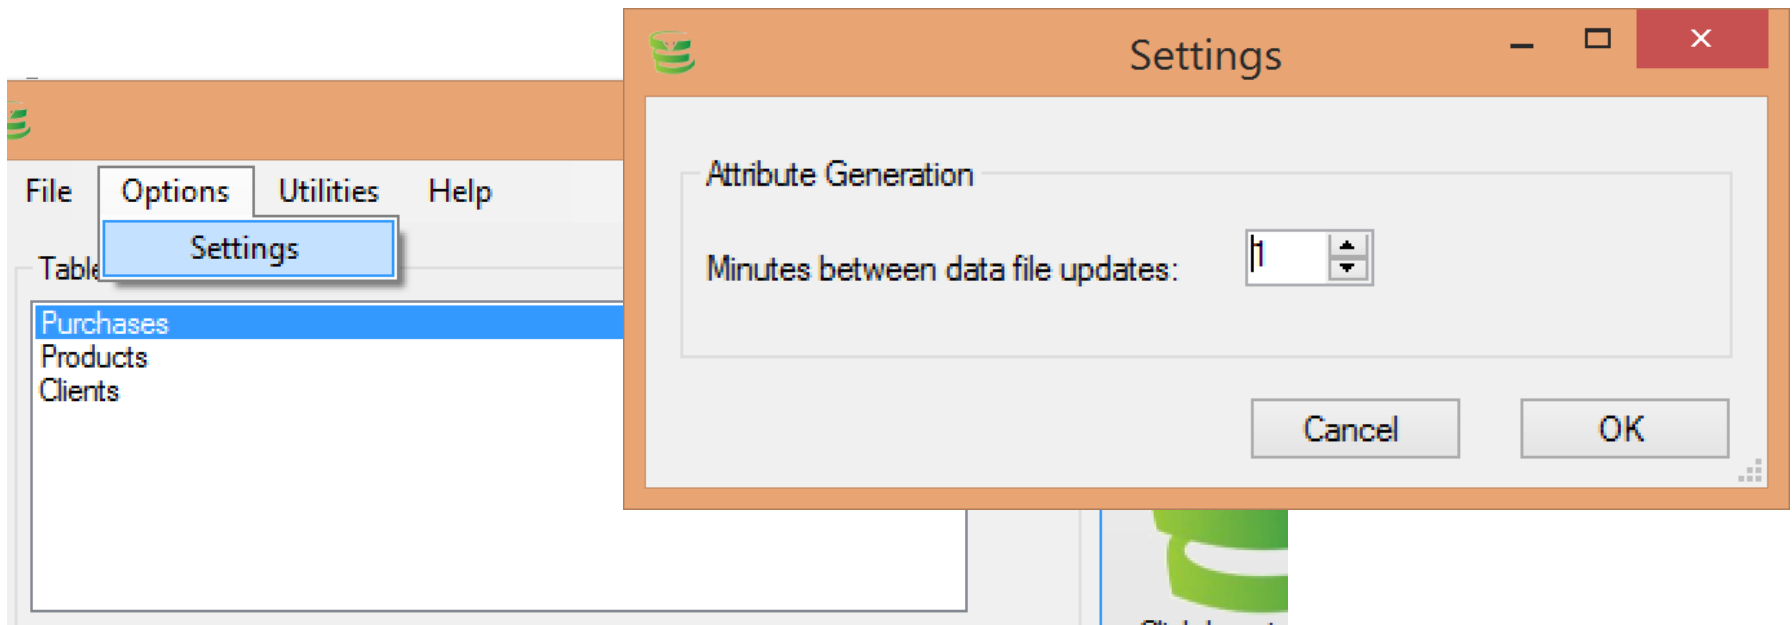 Settings
File Options Utilities Help
Settings
Purchases
Products
Clients
Attribute Generation
Minutes between data file updates: 1
Cancel OK